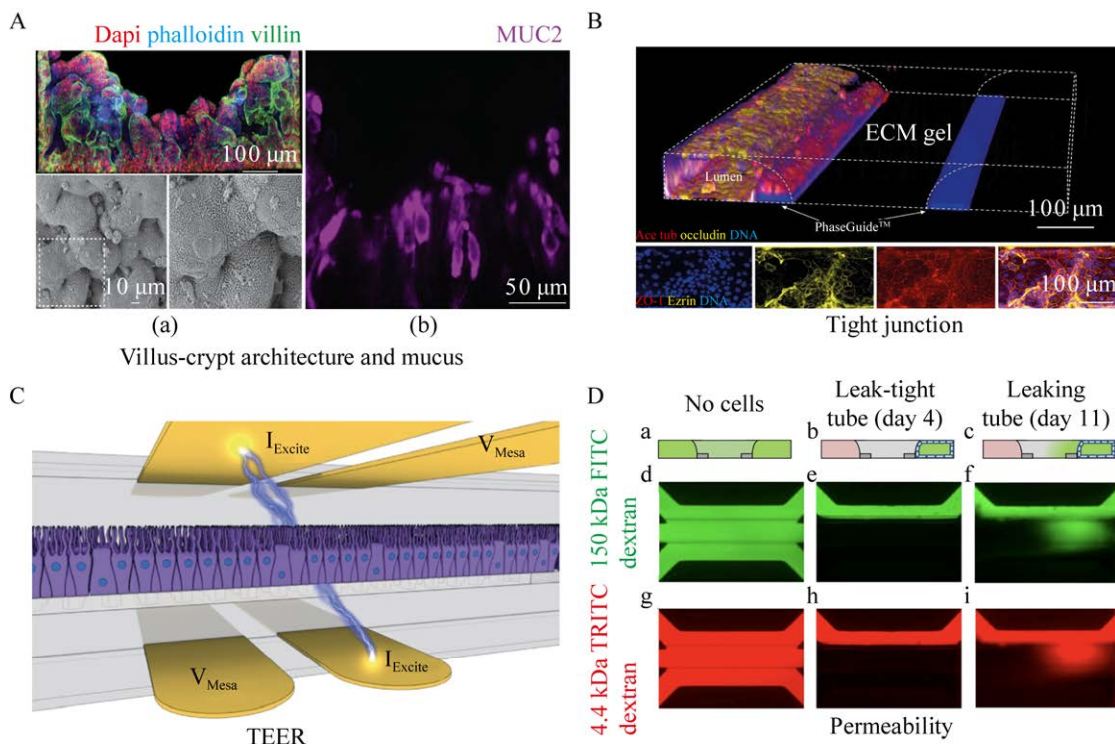 A
Dapi phalloidin villin
MUC2
100 μm
10 μm
50 μm
(a)
(b)
Villus-crypt architecture and mucus
B
ECM gel
Lumen
PhaseGuide™
100 μm
Ace tub occludin DNA
ZO-1 Ezrin DNA
100 μm
Tight junction
C
I Excite
V Mesa
V Mesa
I Excite
TEER
D
No cells
Leak-tight tube (day 4)
Leaking tube (day 11)
a
b
c
150 kDa FITC dextran
d
e
f
4.4 kDa TRITC dextran
g
h
i
Permeability